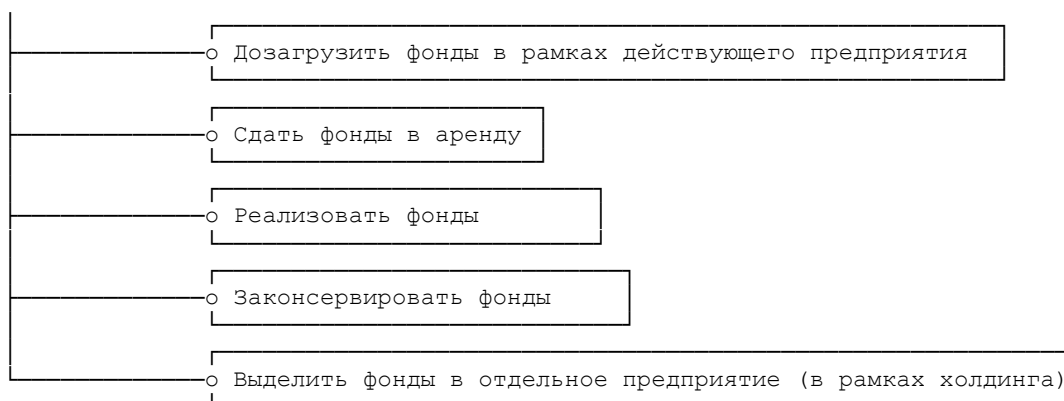 Дозагрузить фонды в рамках действующего предприятия
Сдать фонды в аренду
Реализовать фонды
Законсервировать фонды
Выделить фонды в отдельное предприятие (в рамках холдинга)